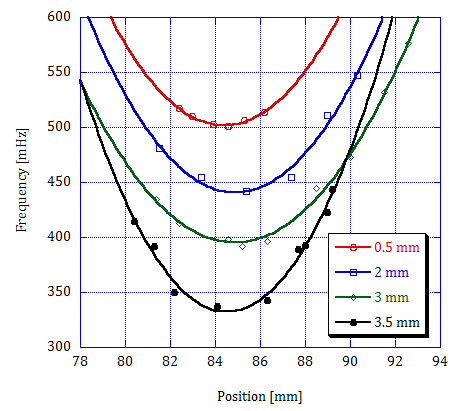 600
550
500
450
400
350
300
Frequency [mHz]
0.5 mm
2 mm
3 mm
3.5 mm
78 80 82 84 86 88 90 92 94
Position [mm]